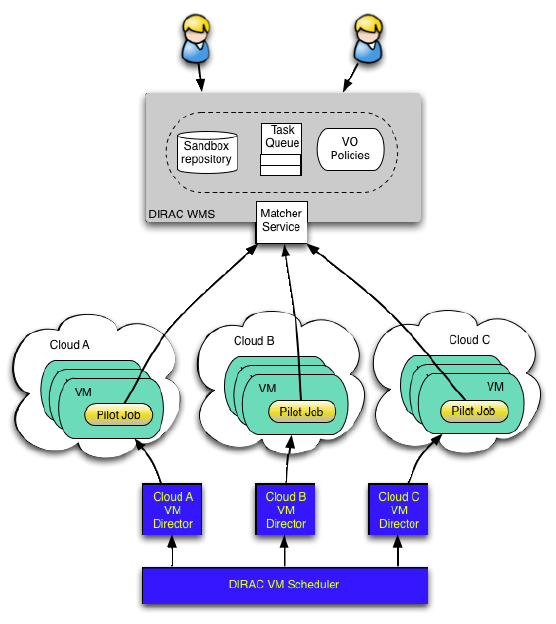 Sandbox
repository
Task
Queue
VO
Policies
DIRAC WMS
Matcher
Service
Cloud A
VM
Pilot Job
Cloud B
VM
Pilot Job
Cloud C
VM
Pilot Job
Cloud A
VM
Director
Cloud B
VM
Director
Cloud C
VM
Director
DIRAC VM Scheduler